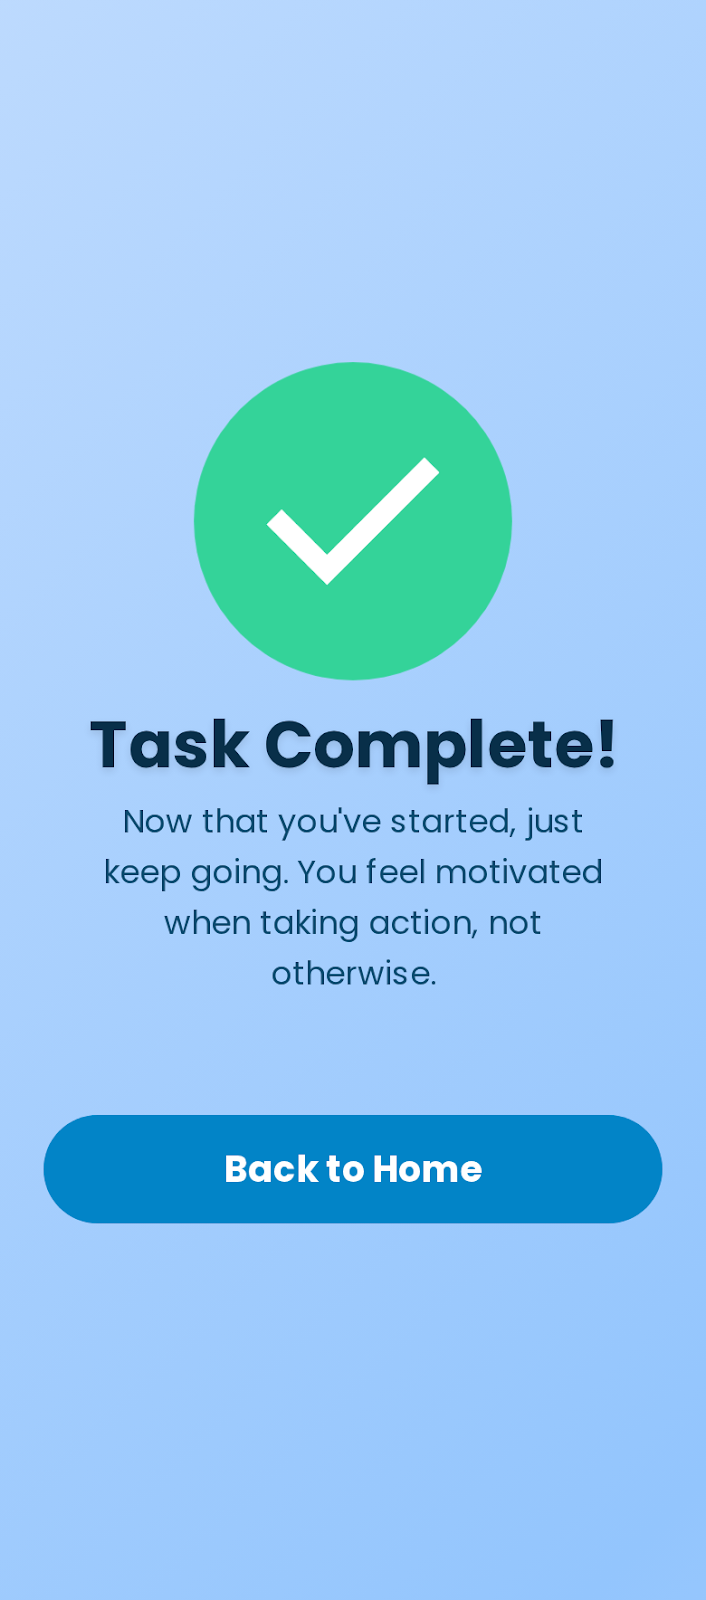 Task Complete!
Now that you've started, just
keep going. You feel motivated
when taking action, not
otherwise.
Back to Home